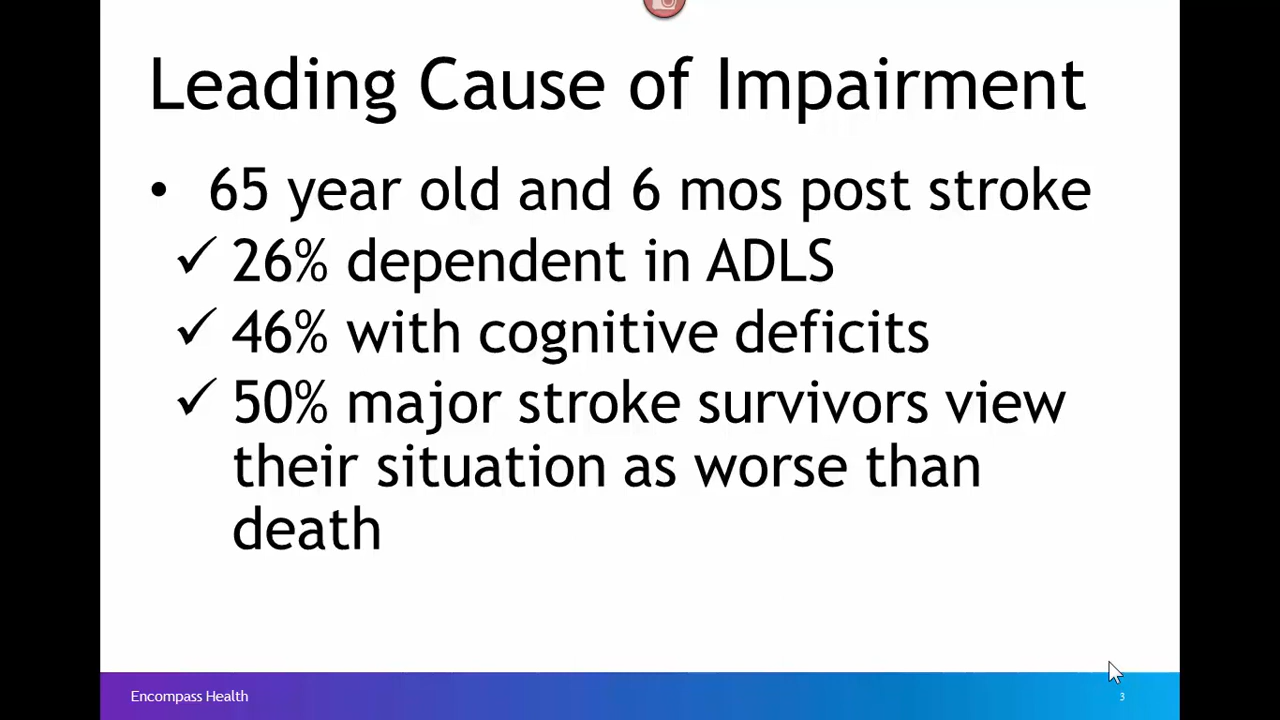 Leading Cause of Impairment
• 65 year old and 6 mos post stroke
✓ 26% dependent in ADLS
✓ 46% with cognitive deficits
✓ 50% major stroke survivors view
their situation as worse than
death
Encompass Health
3